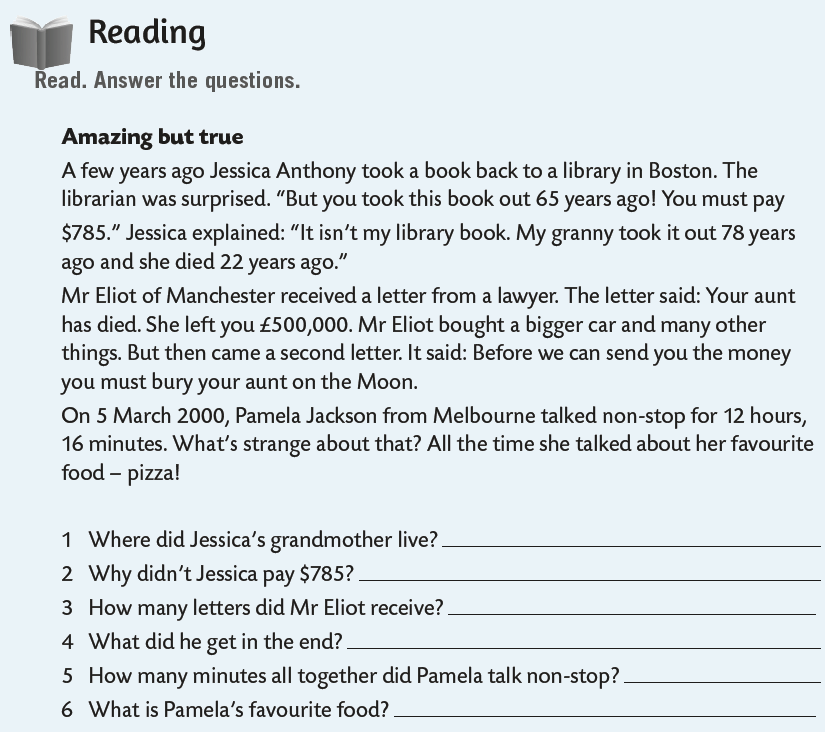 Reading
Read. Answer the questions.
Amazing but true
A few years ago Jessica Anthony took a book back to a library in Boston. The
librarian was surprised. “But you took this book out 65 years ago! You must pay
$785.” Jessica explained: “It isn’t my library book. My granny took it out 78 years
ago and she died 22 years ago.”
Mr Eliot of Manchester received a letter from a lawyer. The letter said: Your aunt
has died. She left you £500,000. Mr Eliot bought a bigger car and many other
things. But then came a second letter. It said: Before we can send you the money
you must bury your aunt on the Moon.
On 5 March 2000, Pamela Jackson from Melbourne talked non-stop for 12 hours,
16 minutes. What’s strange about that? All the time she talked about her favourite
food – pizza!
1 Where did Jessica’s grandmother live?
2 Why didn’t Jessica pay $785?
3 How many letters did Mr Eliot receive?
4 What did he get in the end?
5 How many minutes all together did Pamela talk non-stop?
6 What is Pamela’s favourite food?